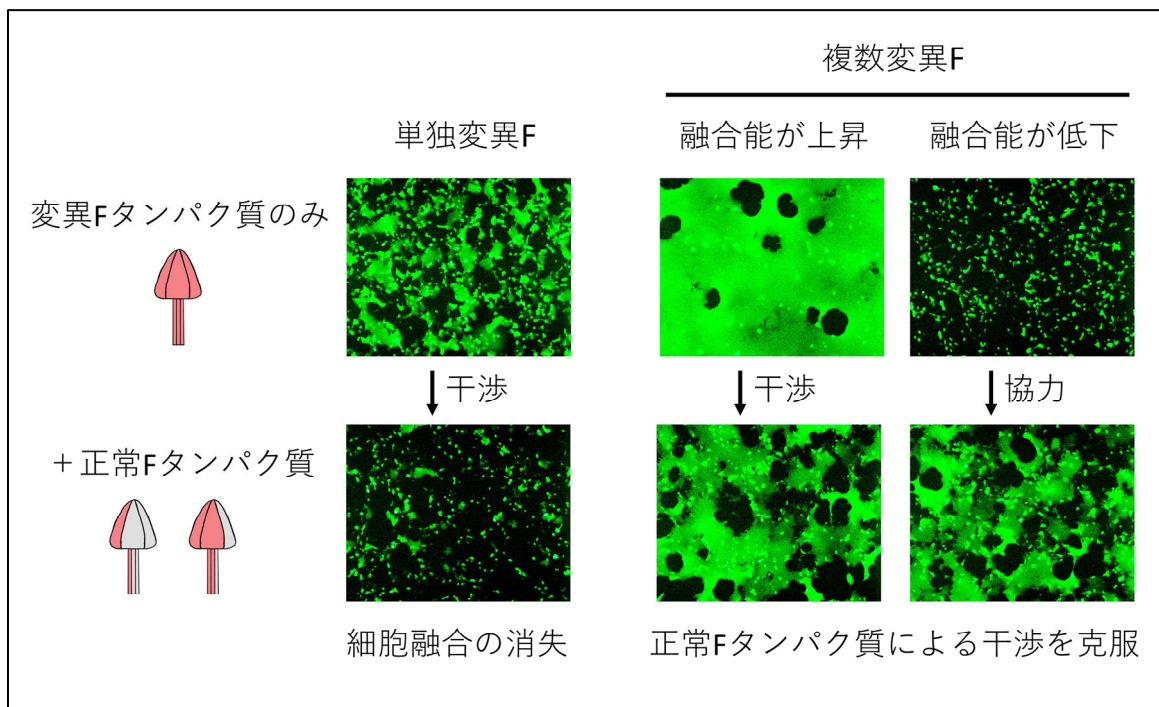 複数変異F
単独変異F
融合能が上昇
融合能が低下
変異Fタンパク質のみ
干渉
干渉
協力
+正常Fタンパク質
細胞融合の消失
正常Fタンパク質による干渉を克服